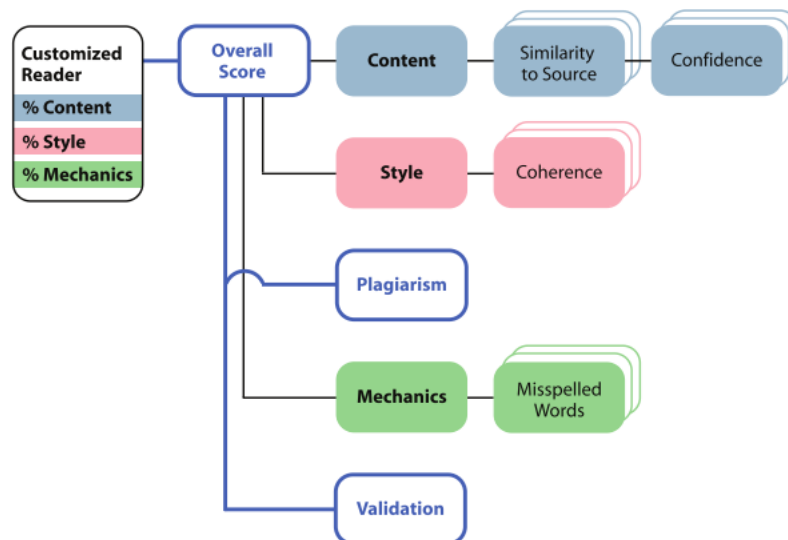 Customized
Reader
% Content
% Style
% Mechanics
Overall
Score
Content
Similarity
to Source
Confidence
Style
Coherence
Plagiarism
Mechanics
Misspelled
Words
Validation